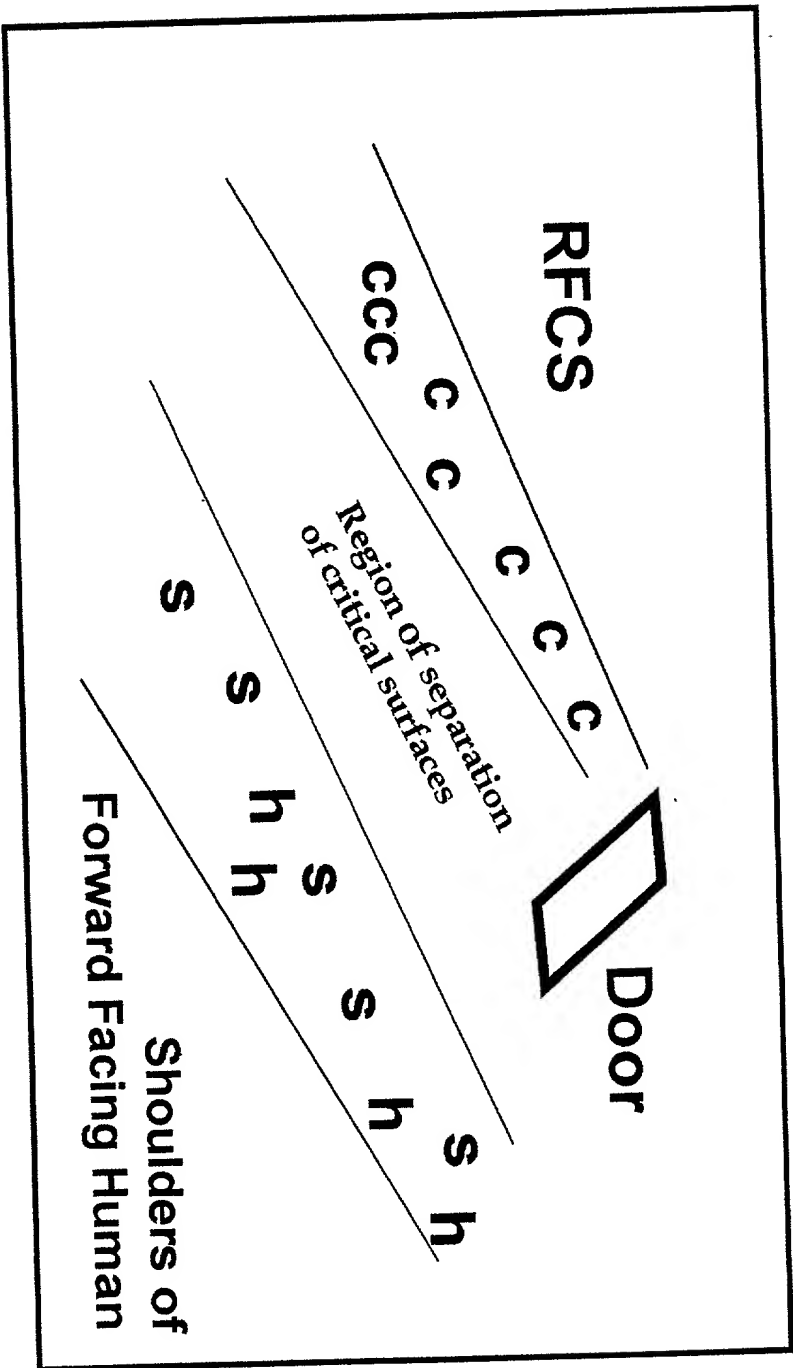 Door
RFCS
c
c
c
c c
ccc
Region of separation
of critical surfaces
s h
h
s
s
h
h
s
s
Shoulders of
Forward Facing Human